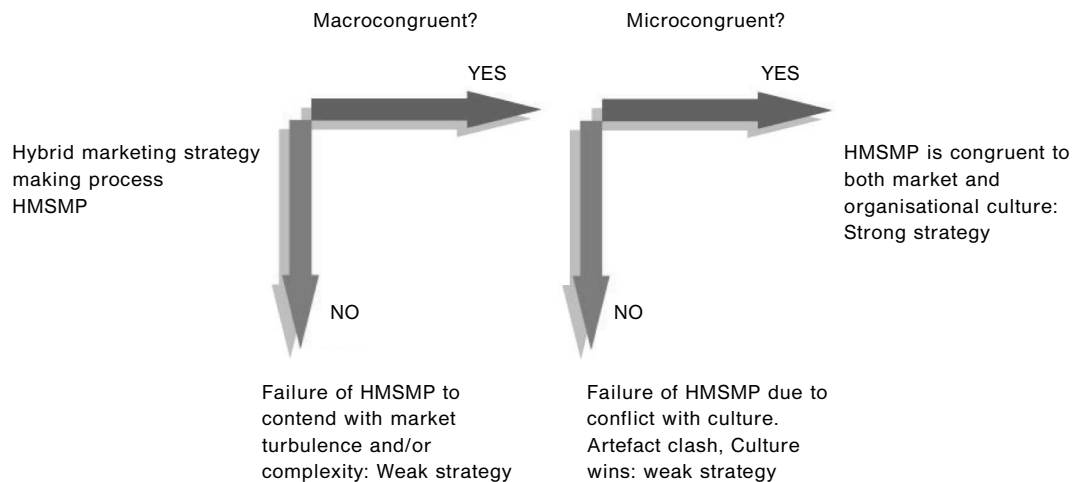 Macrocongruent?
Microcongruent?
YES
YES
Hybrid marketing strategy
making process
HMSMP
HMSMP is congruent to
both market and
organisational culture:
Strong strategy
NO
NO
Failure of HMSMP to
contend with market
turbulence and/or
complexity: Weak strategy
Failure of HMSMP due to
conflict with culture.
Artefact clash, Culture
wins: weak strategy